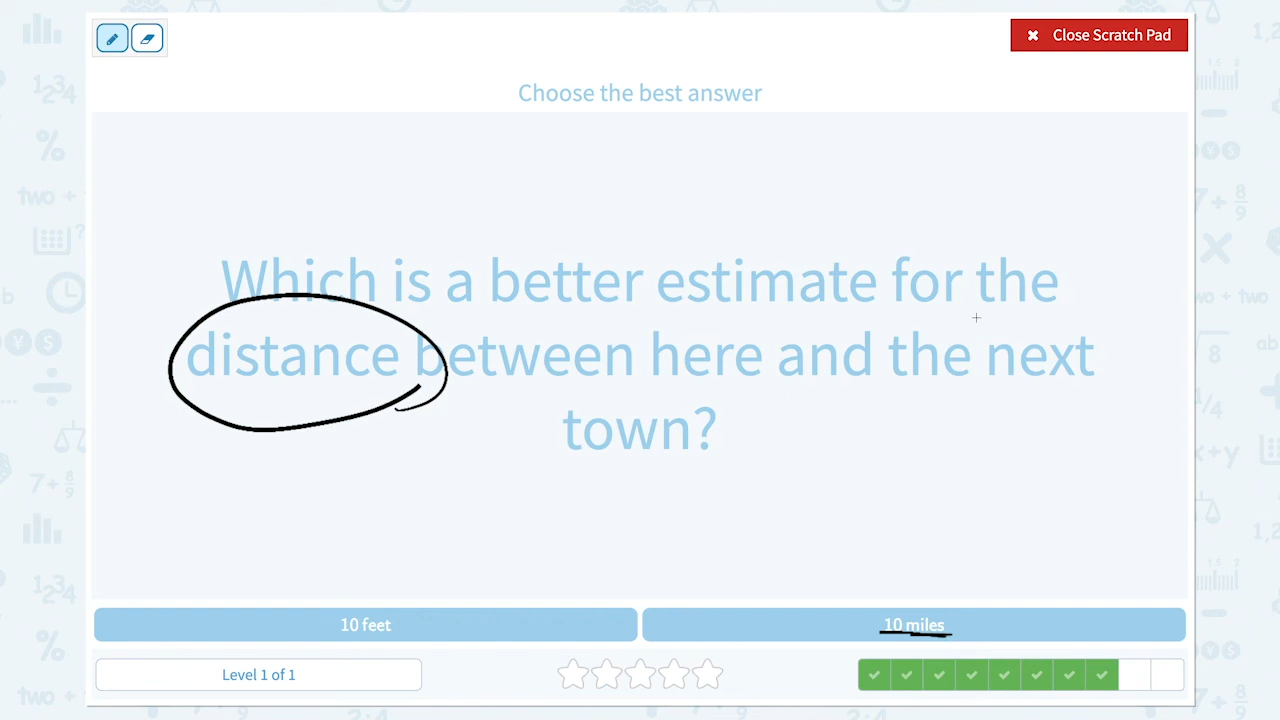 Close Scratch Pad
Choose the best answer
Which is a better estimate for the
distance between here and the next
town?
10 feet
10 miles
Level 1 of 1